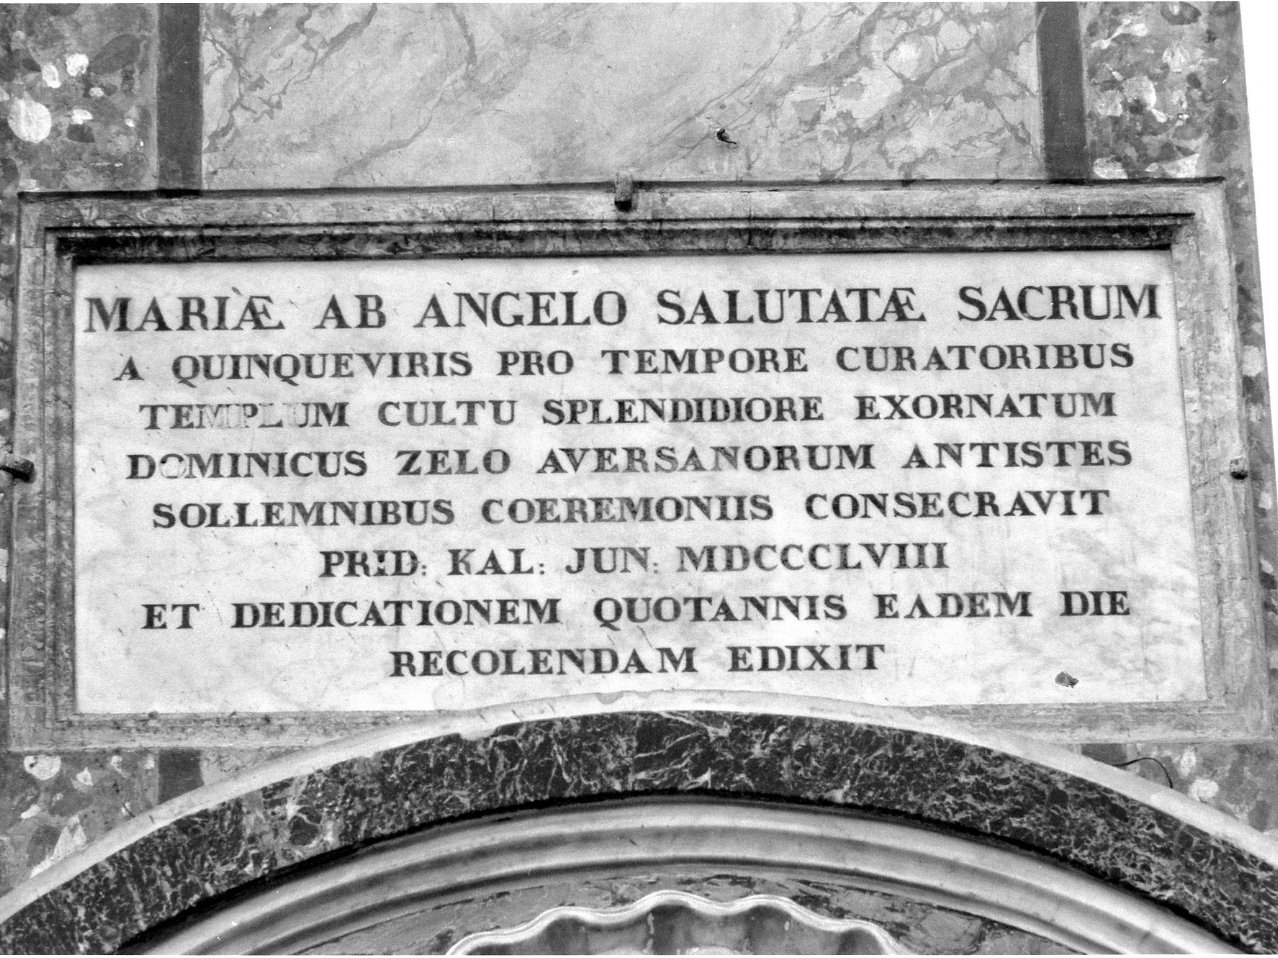 MARIÆ AB ANGELO SALUTATÆ SACRUM
A QUINQUEVIRIS PRO TEMPORE CURATORIBUS
TEMPLUM CULTU SPLENDIDIORE EXORNATUM
DOMINICUS ZELO AVERSANORUM ANTISTES
SOLLEMNIBUS COEREMONIIS CONSECRAVIT
PRID. KAL: JUN: MDCCLVIII
ET DEDICATIONEM QUOTANNIS EADEM DIE
RECOLENDAM EDIXIT